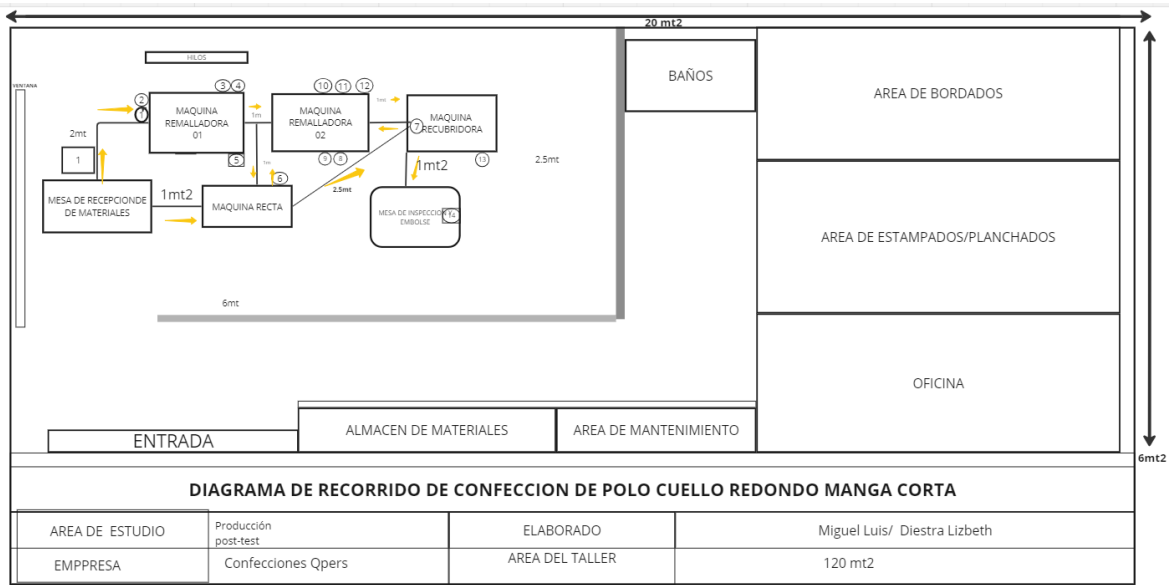 20 mt2
HILOS
VENTANA
BAÑOS
AREA DE BORDADOS
3 4
10 11 12
2
1
MAQUINA
REMALLADORA
01
1m
MAQUINA
REMALLADORA
02
1mt
MAQUINA
RECUBRIDORA
7
2mt
1
5
9 8
13
2.5mt
1m
6
1mt2
2.5mt
MESA DE RECEPCIONDE
DE MATERIALES
1mt2
MAQUINA RECTA
MESA DE INSPECCION Y
EMBOLSE
14
AREA DE ESTAMPADOS/PLANCHADOS
6mt
OFICINA
ENTRADA
ALMACEN DE MATERIALES
AREA DE MANTENIMIENTO
6mt2
DIAGRAMA DE RECORRIDO DE CONFECCION DE POLO CUELLO REDONDO MANGA CORTA
AREA DE ESTUDIO
Producción
post-test
ELABORADO
Miguel Luis/ Diestra Lizbeth
EMPPRESA
Confecciones Qpers
AREA DEL TALLER
120 mt2